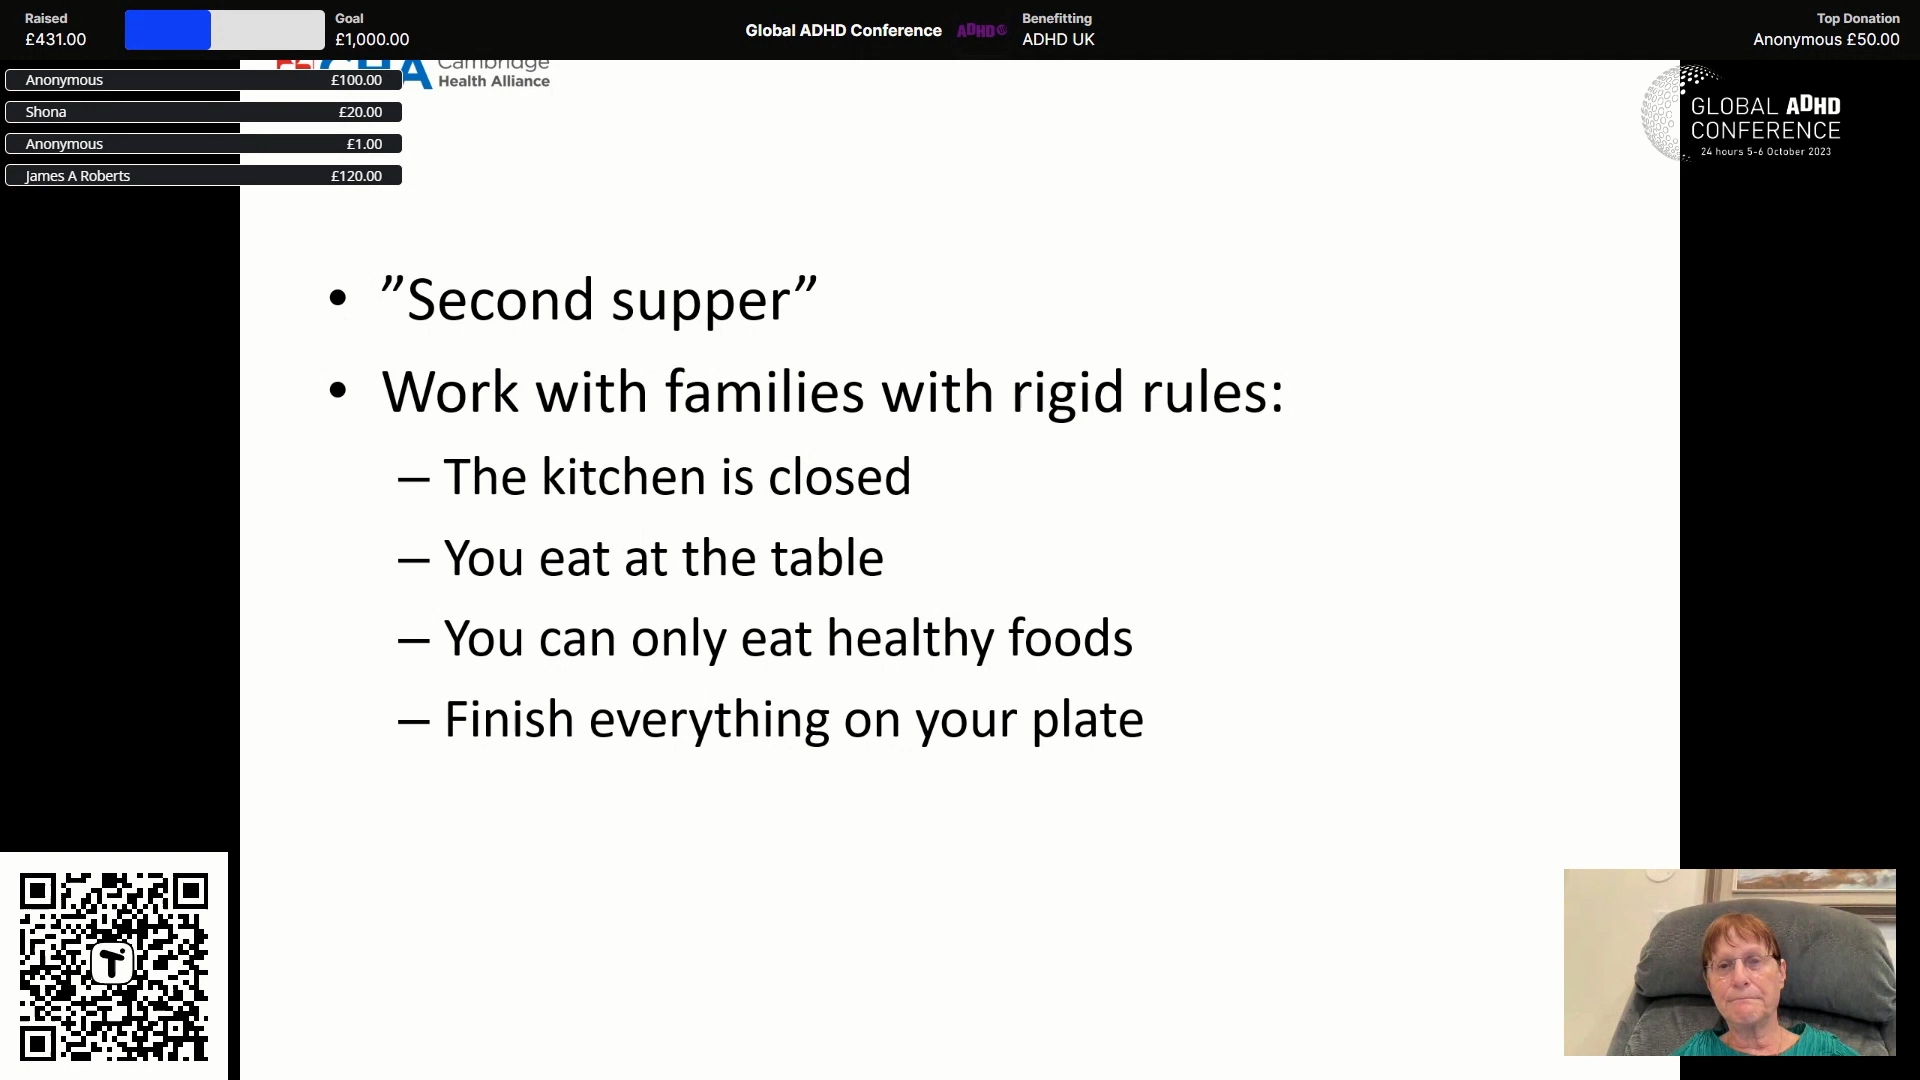 Raised
£431.00
Goal
£1,000.00
Global ADHD Conference
ADHD
Benefitting
ADHD UK
Top Donation
Anonymous £50.00
Cambridge
CHA Health Alliance
Anonymous £100.00
Shona £20.00
Anonymous £1.00
James A Roberts £120.00
GLOBAL ADHD
CONFERENCE
24 hours 5-6 October 2023
• ”Second supper”
• Work with families with rigid rules:
– The kitchen is closed
– You eat at the table
– You can only eat healthy foods
– Finish everything on your plate
T